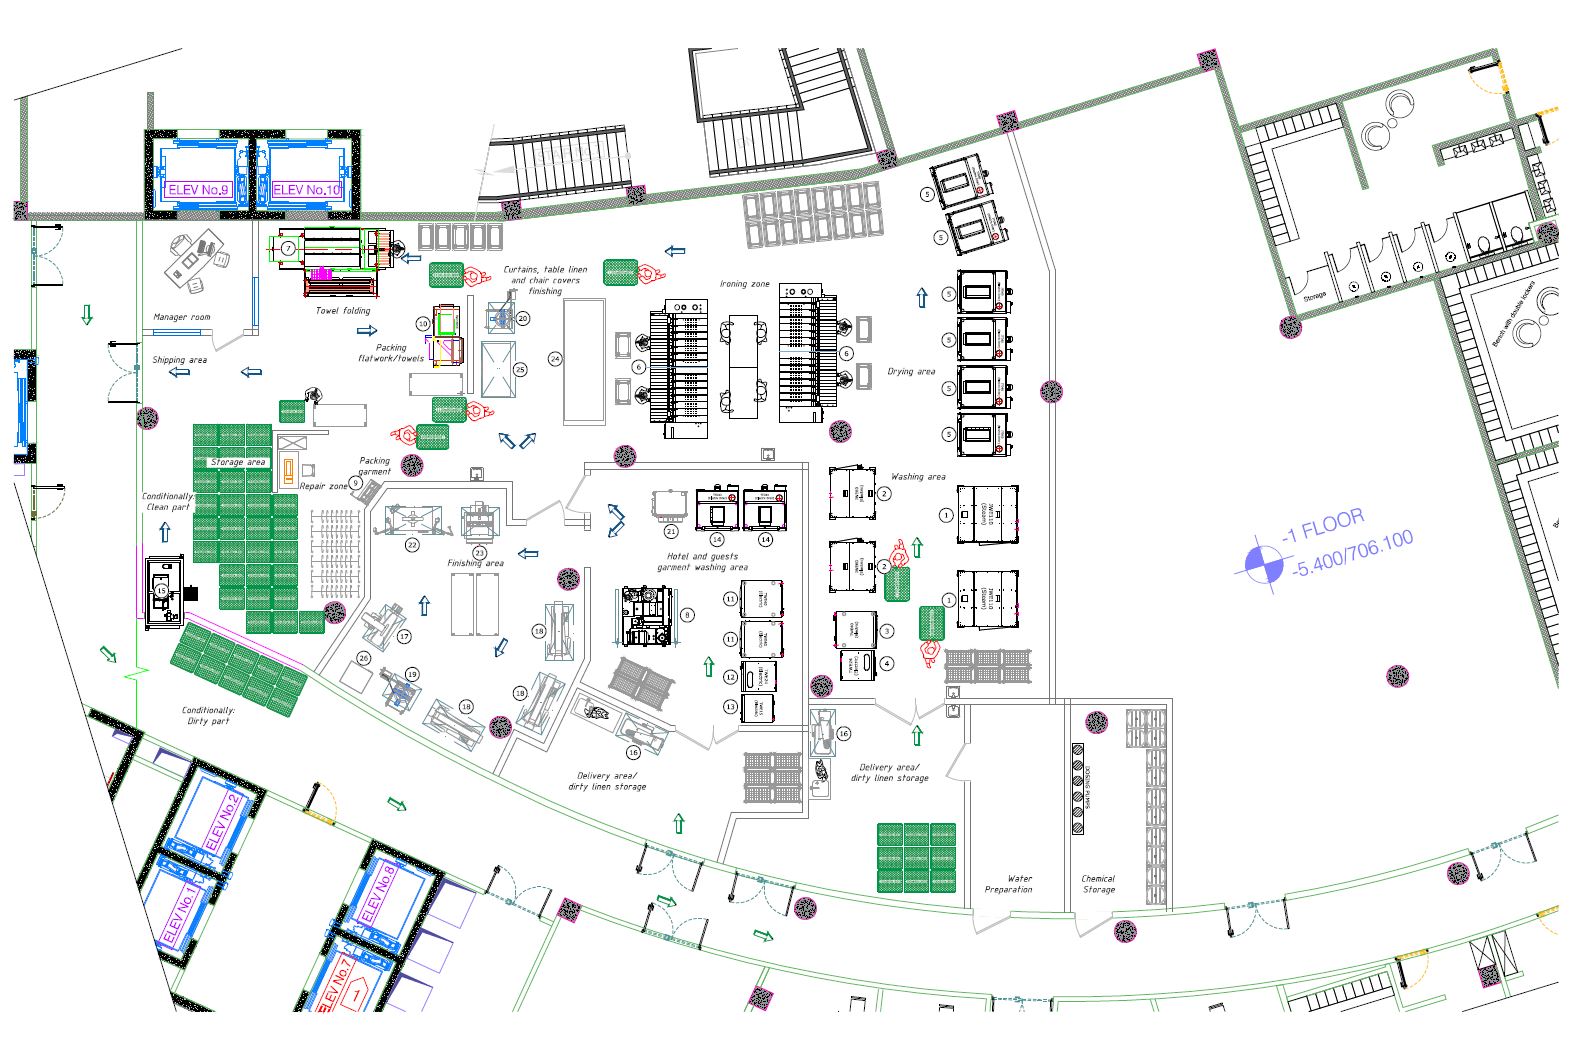 ELEV No.9
ELEV No.10
7
5
5
Curtains, table linen
and chair covers
finishing
Ironing zone
Towel folding
Manager room
10
20
Packing
flatwork/towels
Shipping area
25
24
6
6
Drying area
5
5
5
5
Storage
Bench with double lockers
Storage area
Packing
garment
Repair zone
9
Conditionally:
Clean part
Washing area
2
1
22
23
21
14
14
Hotel and guests
garment washing area
Finishing area
2
1
-1 FLOOR
-5.400/706.100
15
11
8
3
17
18
11
4
26
12
19
18
13
18
Conditionally:
Dirty part
16
16
Delivery area/
dirty linen storage
Delivery area/
dirty linen storage
DOSING PUMPS
Water
Preparation
Chemical
Storage
ELEV No.2
ELEV No.1
ELEV No.8
ELEV No.7
1